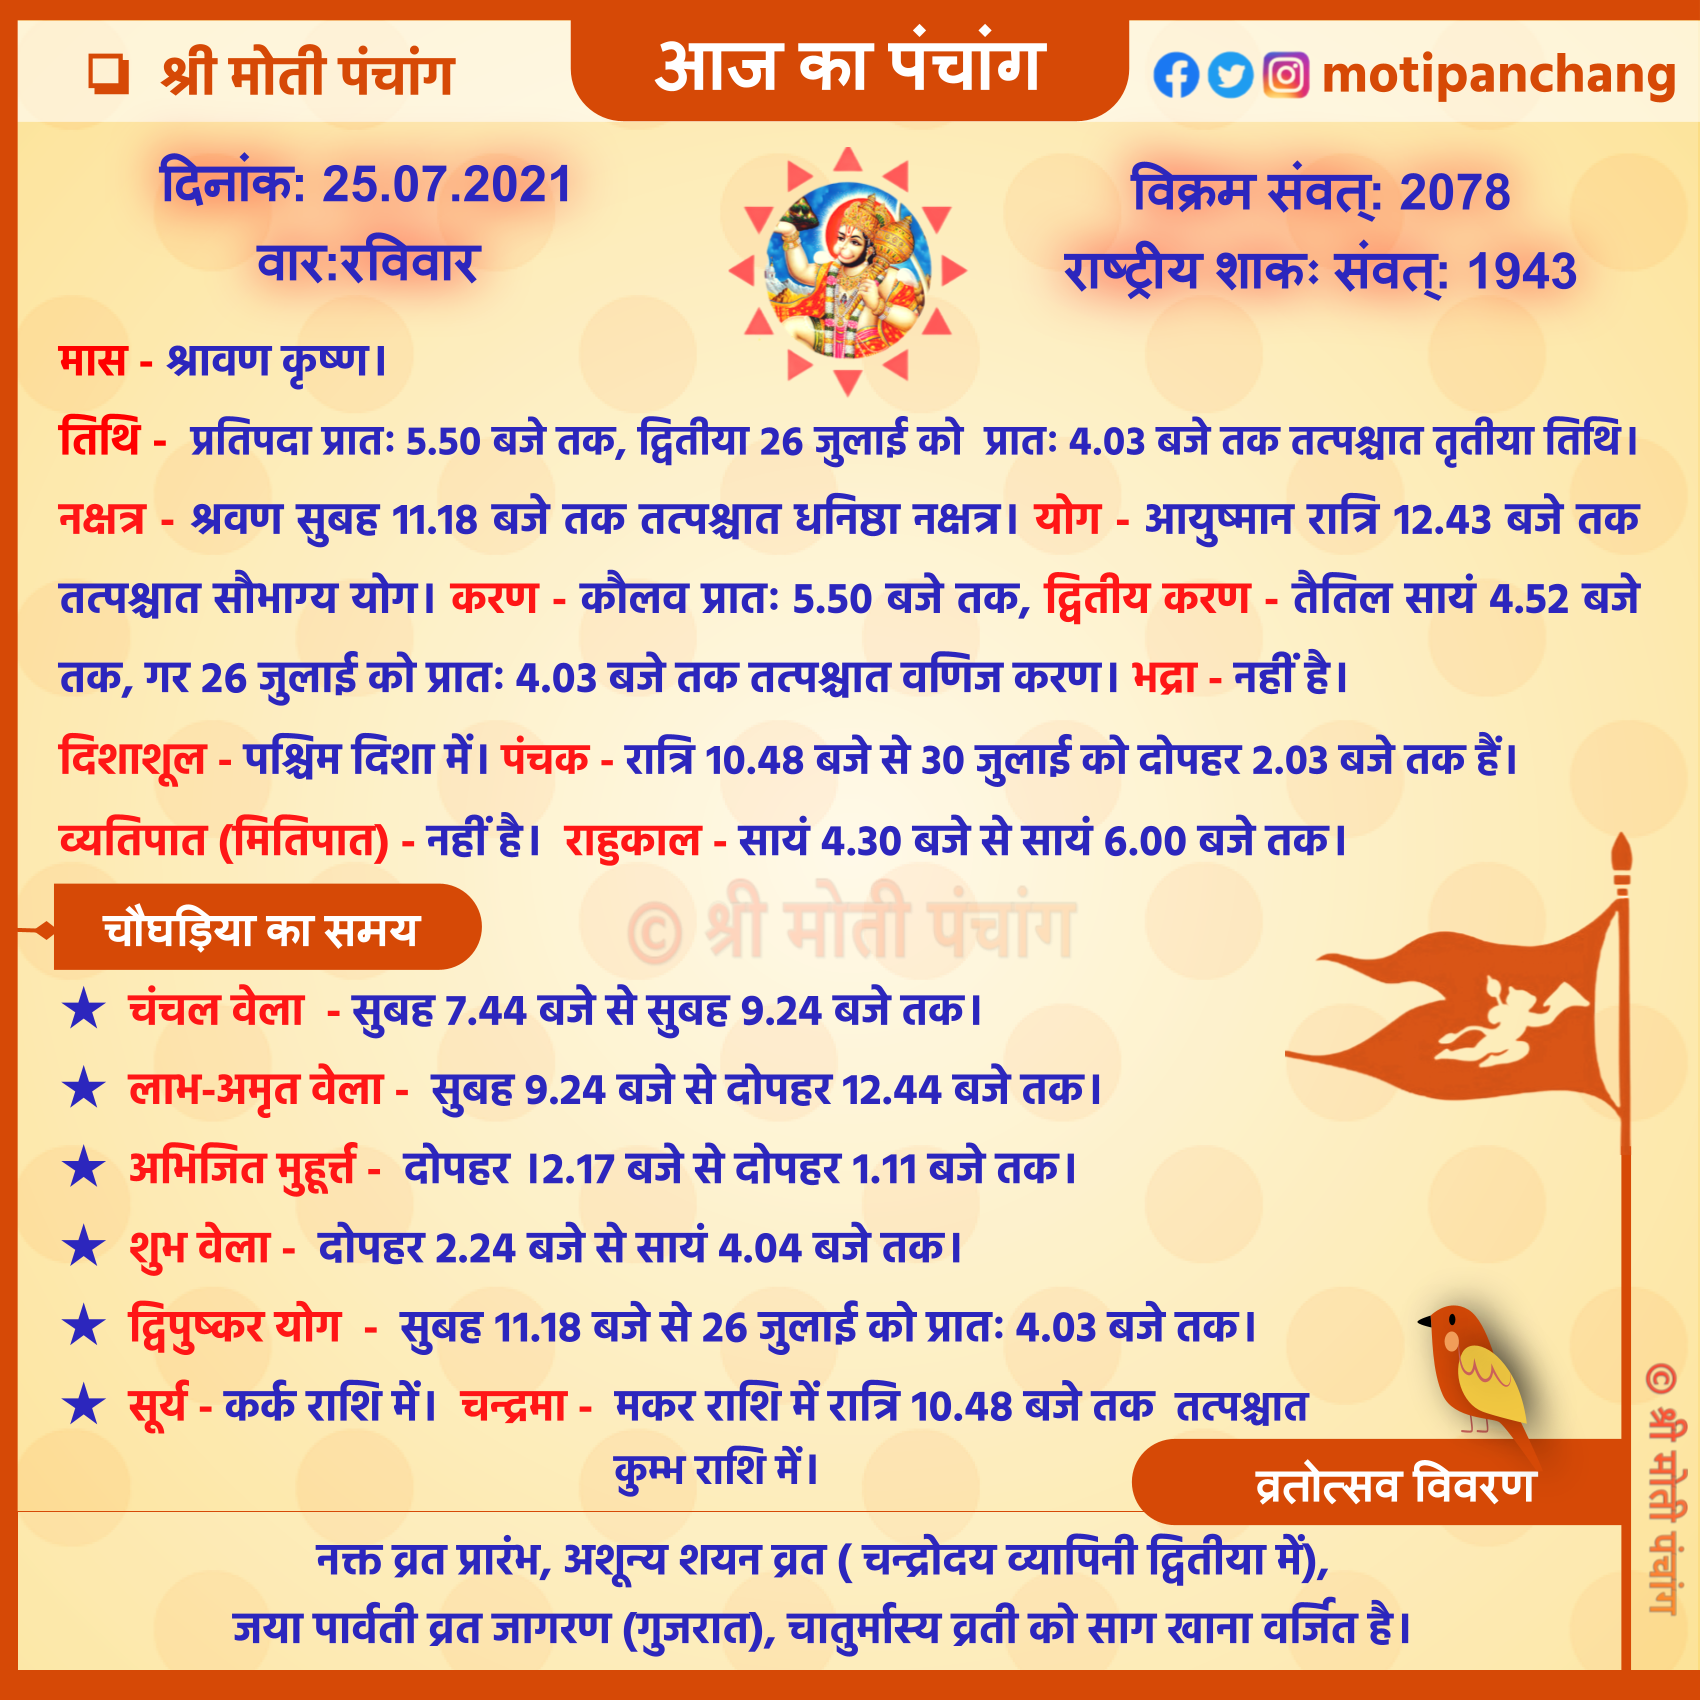 ❑ श्री मोती पंचांग
आज का पंचांग
motipanchang
दिनांक: 25.07.2021
वार:रविवार
विक्रम संवत्: 2078
राष्ट्रीय शाकः संवत्: 1943
मास - श्रावण कृष्ण।
तिथि - प्रतिपदा प्रातः 5.50 बजे तक, द्वितीया 26 जुलाई को प्रातः 4.03 बजे तक तत्पश्चात तृतीया तिथि।
नक्षत्र - श्रवण सुबह 11.18 बजे तक तत्पश्चात धनिष्ठा नक्षत्र। योग - आयुष्मान रात्रि 12.43 बजे तक
तत्पश्चात सौभाग्य योग। करण - कौलव प्रातः 5.50 बजे तक, द्वितीय करण - तैतिल सायं 4.52 बजे
तक, गर 26 जुलाई को प्रातः 4.03 बजे तक तत्पश्चात वणिज करण। भद्रा - नहीं है।
दिशाशूल - पश्चिम दिशा में। पंचक - रात्रि 10.48 बजे से 30 जुलाई को दोपहर 2.03 बजे तक हैं।
व्यतिपात (मितिपात) - नहीं है। राहुकाल - सायं 4.30 बजे से सायं 6.00 बजे तक।
© श्री मोती पंचांग
चौघड़िया का समय
★ चंचल वेला - सुबह 7.44 बजे से सुबह 9.24 बजे तक।
★ लाभ-अमृत वेला - सुबह 9.24 बजे से दोपहर 12.44 बजे तक।
★ अभिजित मुहूर्त्त - दोपहर ।2.17 बजे से दोपहर 1.11 बजे तक।
★ शुभ वेला - दोपहर 2.24 बजे से सायं 4.04 बजे तक।
★ द्विपुष्कर योग - सुबह 11.18 बजे से 26 जुलाई को प्रातः 4.03 बजे तक।
★ सूर्य - कर्क राशि में। चन्द्रमा - मकर राशि में रात्रि 10.48 बजे तक तत्पश्चात
कुम्भ राशि में।
व्रतोत्सव विवरण
नक्त व्रत प्रारंभ, अशून्य शयन व्रत ( चन्द्रोदय व्यापिनी द्वितीया में),
जया पार्वती व्रत जागरण (गुजरात), चातुर्मास्य व्रती को साग खाना वर्जित है।
© श्री मोती पंचांग